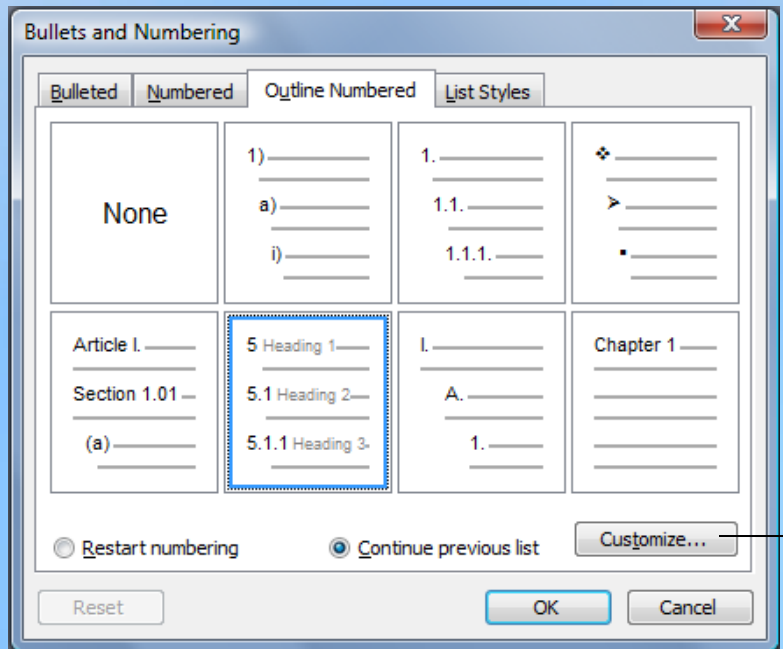 Bullets and Numbering
Bulleted Numbered Outline Numbered List Styles
None
1)
a)
i)
1.
1.1.
1.1.1.
Article I.
Section 1.01
(a)
5 Heading 1
5.1 Heading 2
5.1.1 Heading 3
I.
A.
1.
Chapter 1
Restart numbering Continue previous list Customize...
Reset OK Cancel